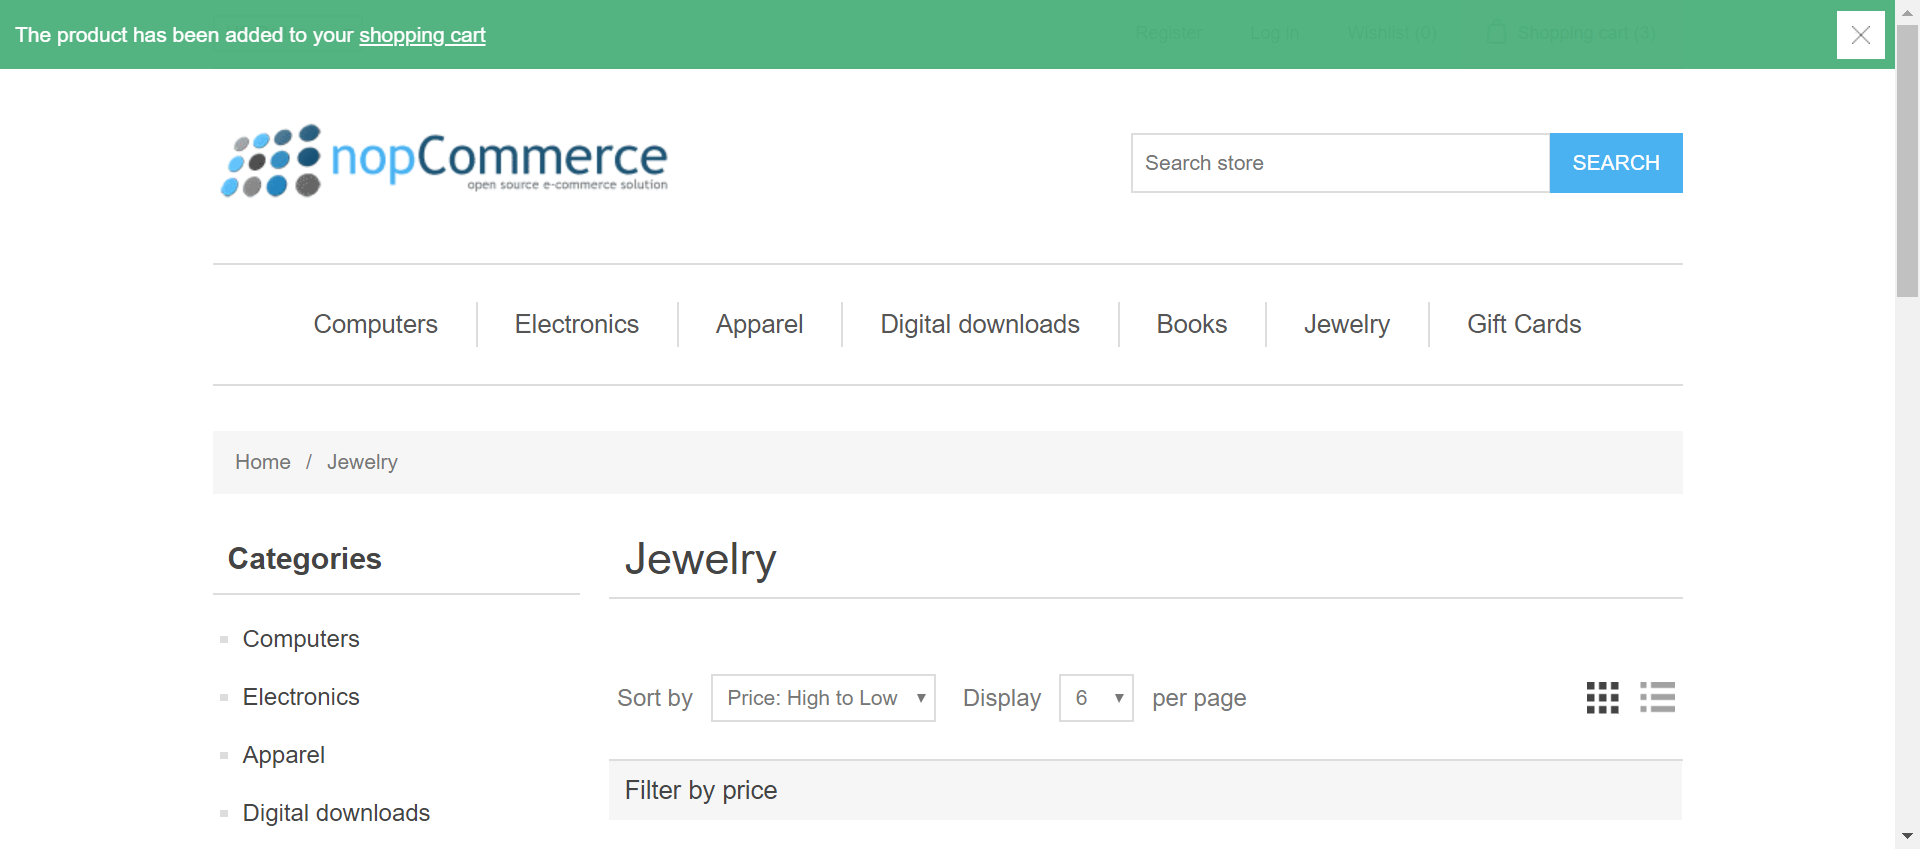 The product has been added to your shopping cart
Register Log in Wishlist (0) Shopping cart (3)
nopCommerce
open source e-commerce solution
Search store SEARCH
Computers Electronics Apparel Digital downloads Books Jewelry Gift Cards
Home / Jewelry
Categories
Computers
Electronics
Apparel
Digital downloads
Jewelry
Sort by Price: High to Low Display 6 per page
Filter by price